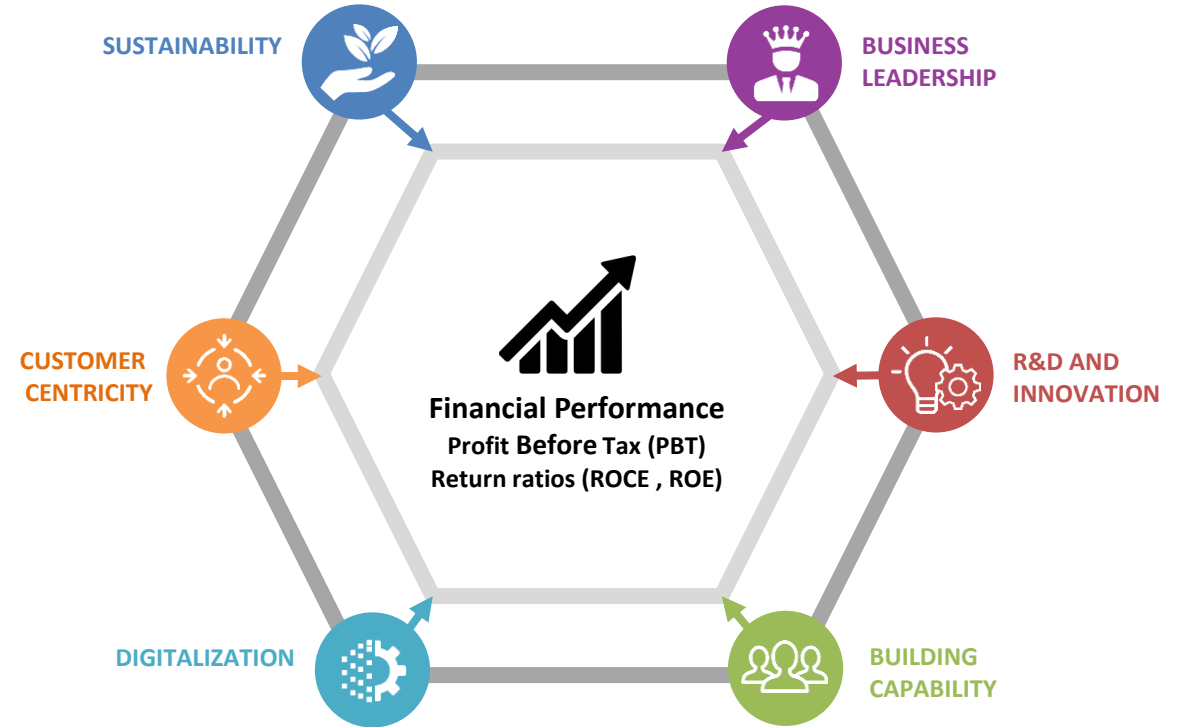 SUSTAINABILITY
BUSINESS
LEADERSHIP
CUSTOMER
CENTRICITY
R&D AND
INNOVATION
Financial Performance
Profit Before Tax (PBT)
Return ratios (ROCE , ROE)
DIGITALIZATION
BUILDING
CAPABILITY